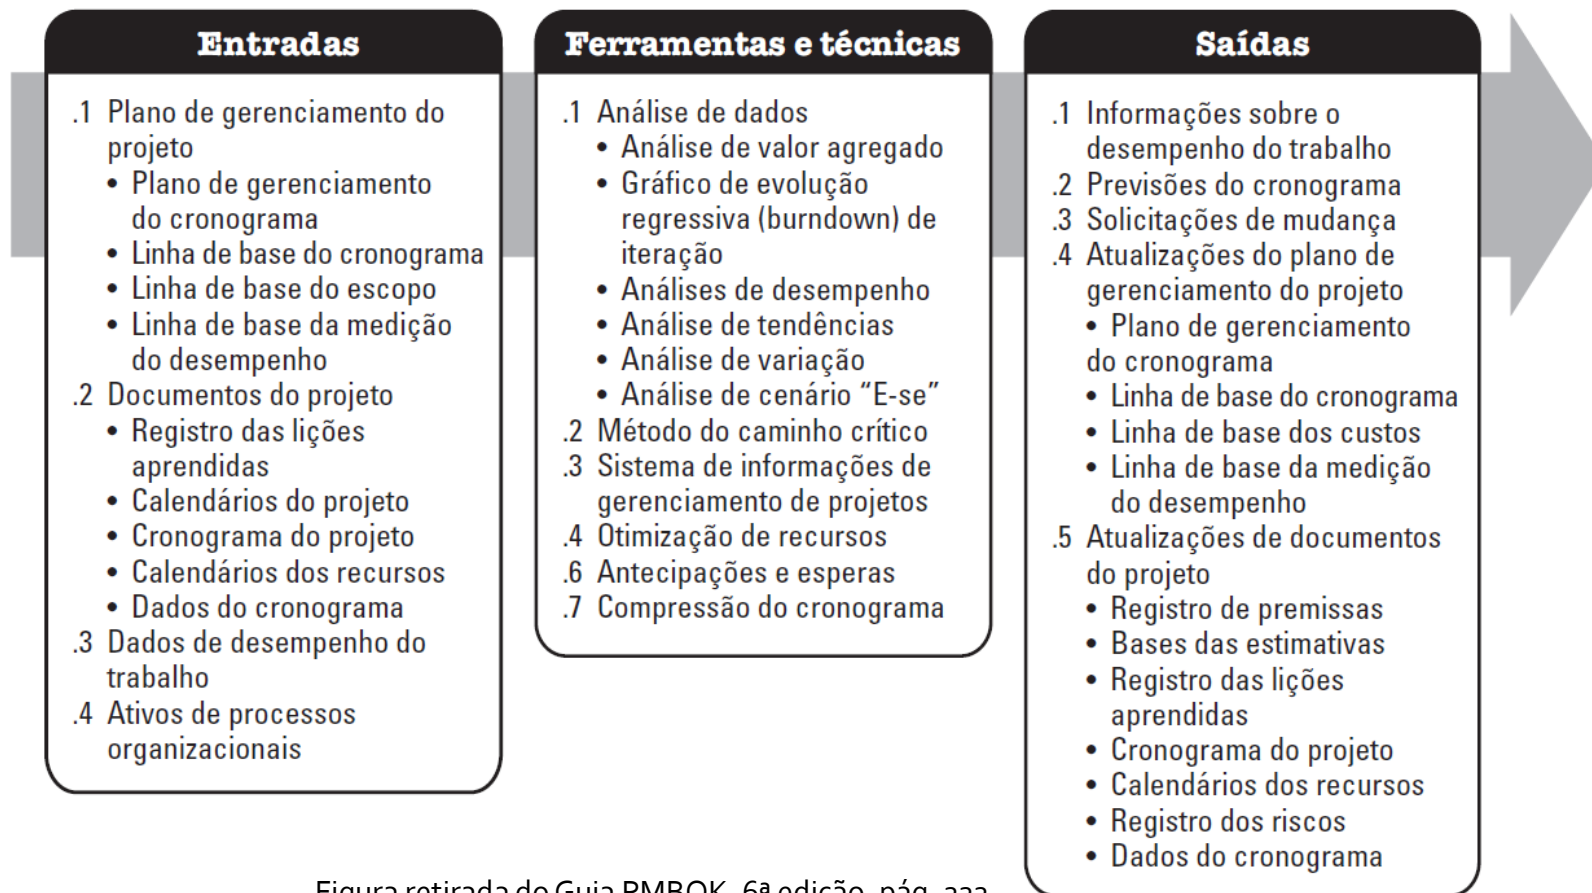 Entradas
.1 Plano de gerenciamento do
projeto
• Plano de gerenciamento
do cronograma
• Linha de base do cronograma
• Linha de base do escopo
• Linha de base da medição
do desempenho
.2 Documentos do projeto
• Registro das lições
aprendidas
• Calendários do projeto
• Cronograma do projeto
• Calendários dos recursos
• Dados do cronograma
.3 Dados de desempenho do
trabalho
.4 Ativos de processos
organizacionais
Ferramentas e técnicas
.1 Análise de dados
• Análise de valor agregado
• Gráfico de evolução
regressiva (burndown) de
iteração
• Análises de desempenho
• Análise de tendências
• Análise de variação
• Análise de cenário “E-se”
.2 Método do caminho crítico
.3 Sistema de informações de
gerenciamento de projetos
.4 Otimização de recursos
.6 Antecipações e esperas
.7 Compressão do cronograma
Saídas
.1 Informações sobre o
desempenho do trabalho
.2 Previsões do cronograma
.3 Solicitações de mudança
.4 Atualizações do plano de
gerenciamento do projeto
• Plano de gerenciamento
do cronograma
• Linha de base do cronograma
• Linha de base dos custos
• Linha de base da medição
do desempenho
.5 Atualizações de documentos
do projeto
• Registro de premissas
• Bases das estimativas
• Registro das lições
aprendidas
• Cronograma do projeto
• Calendários dos recursos
• Registro dos riscos
• Dados do cronograma
Figura retirada do Guia PMBOK, 6ª edição, pág.